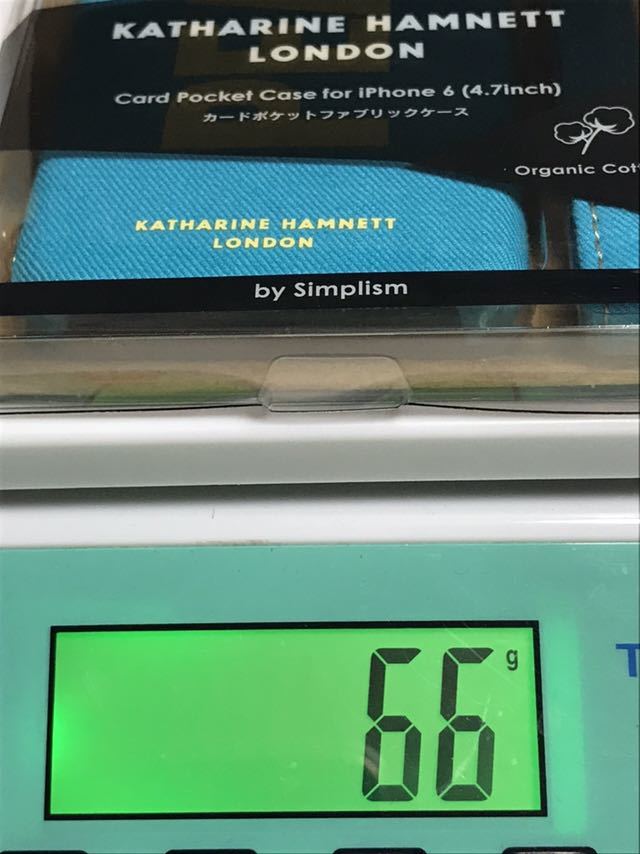 KATHARINE HAMNETT
LONDON
Card Pocket Case for iPhone 6 (4.7inch)
カードポケットファブリックケース
Organic
KATHARINE HAMNETT
LONDON
by Simplism
66 g
T